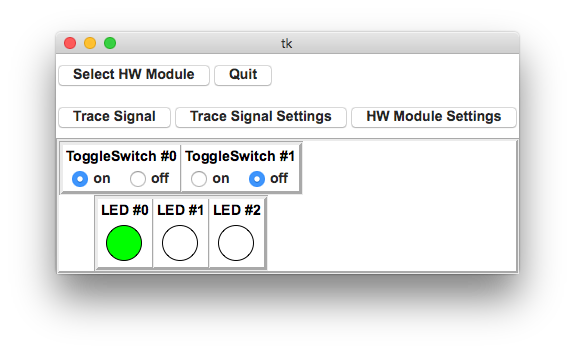 tk
Select HW Module Quit
Trace Signal Trace Signal Settings HW Module Settings
ToggleSwitch #0 ToggleSwitch #1
on off on off
LED #0 LED #1 LED #2